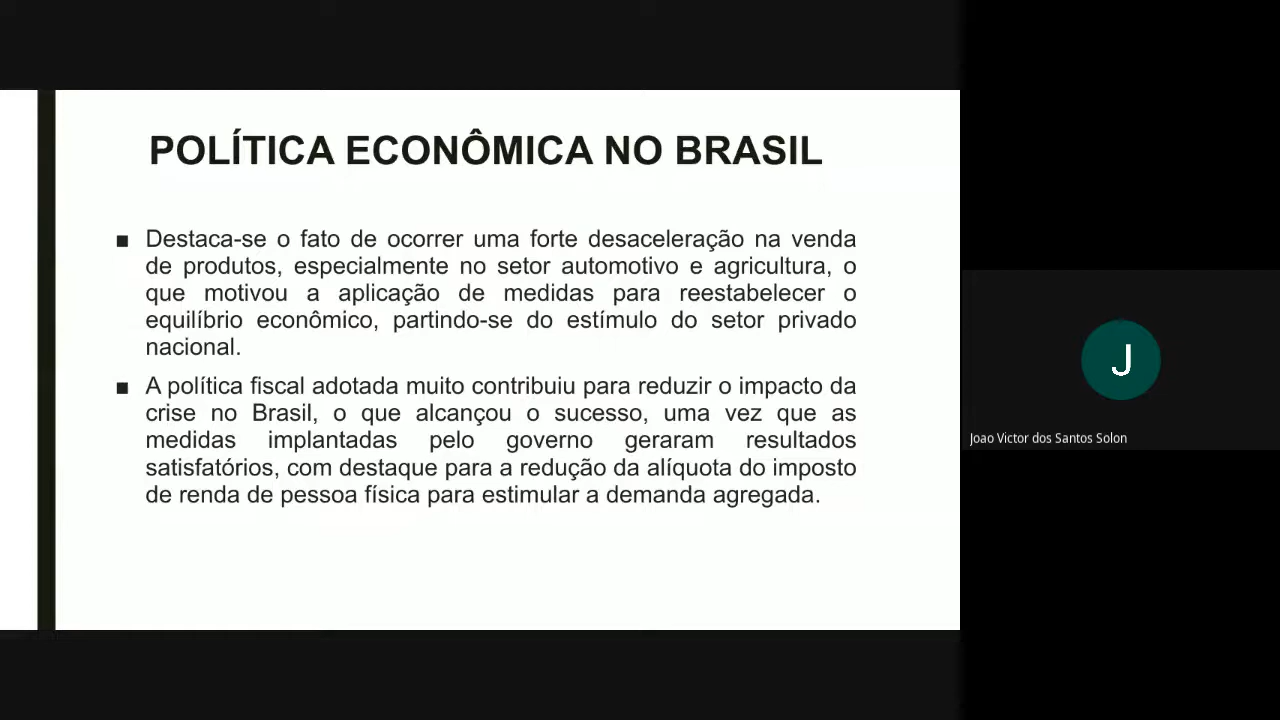 POLÍTICA ECONÔMICA NO BRASIL
■ Destaca-se o fato de ocorrer uma forte desaceleração na venda
de produtos, especialmente no setor automotivo e agricultura, o
que motivou a aplicação de medidas para reestabelecer o
equilíbrio econômico, partindo-se do estímulo do setor privado
nacional.
■ A política fiscal adotada muito contribuiu para reduzir o impacto da
crise no Brasil, o que alcançou o sucesso, uma vez que as
medidas implantadas pelo governo geraram resultados
satisfatórios, com destaque para a redução da alíquota do imposto
de renda de pessoa física para estimular a demanda agregada.
J
Joao Victor dos Santos Solon